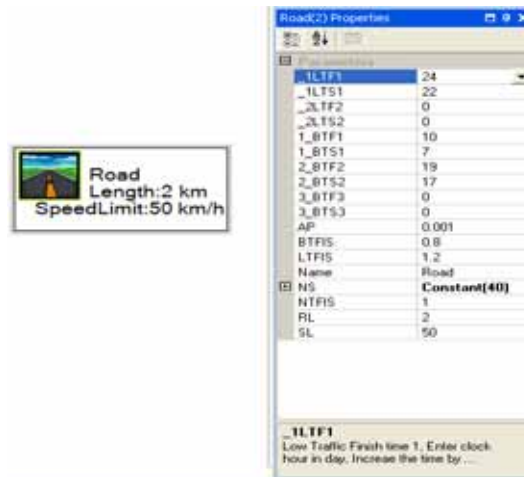 Road
Length:2 km
SpeedLimit:50 km/h
Road(2) Properties
Parameters
_1LTF1 24
_1LTS1 22
_2LTF2 0
_2LTS2 0
1_BTF1 10
1_BTS1 7
2_BTF2 19
2_BTS2 17
3_BTF3 0
3_BTS3 0
AP 0.001
BTFIS 0.8
LTFIS 1.2
Name Road
NS Constant(40)
NTFIS 1
RL 2
SL 50
_1LTF1
Low Traffic Finish time 1, Enter clock
hour in day, Increase the time by ...